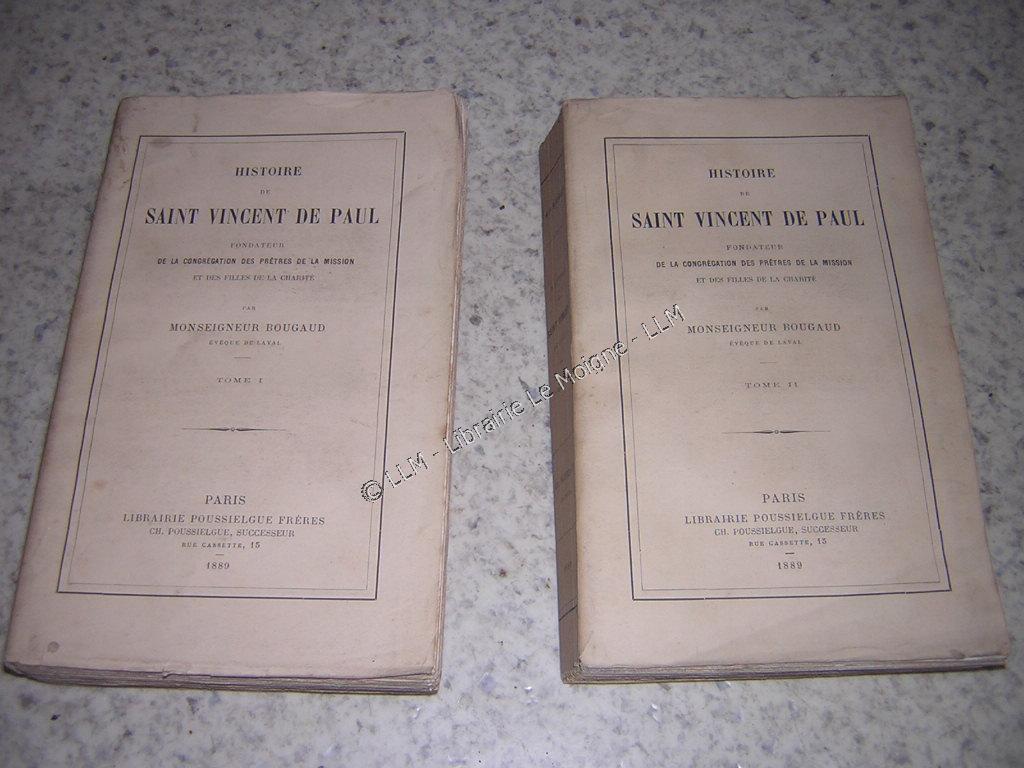 HISTOIRE
DE
SAINT VINCENT DE PAUL
FONDATEUR
DE LA CONGRÉGATION DES PRÊTRES DE LA MISSION
ET DES FILLES DE LA CHARITÉ
PAR
MONSEIGNEUR BOUGAUD
ÉVÊQUE DE LAVAL
TOME I
PARIS
LIBRAIRIE POUSSIELGUE FRÈRES
CH. POUSSIELGUE, SUCCESSEUR
RUE CASSETTE, 15
1889
HISTOIRE
DE
SAINT VINCENT DE PAUL
FONDATEUR
DE LA CONGRÉGATION DES PRÊTRES DE LA MISSION
ET DES FILLES DE LA CHARITÉ
PAR
MONSEIGNEUR BOUGAUD
ÉVÊQUE DE LAVAL
TOME II
PARIS
LIBRAIRIE POUSSIELGUE FRÈRES
CH. POUSSIELGUE, SUCCESSEUR
RUE CASSETTE, 15
1889
© LLM - Librairie Le Moigne - LLM